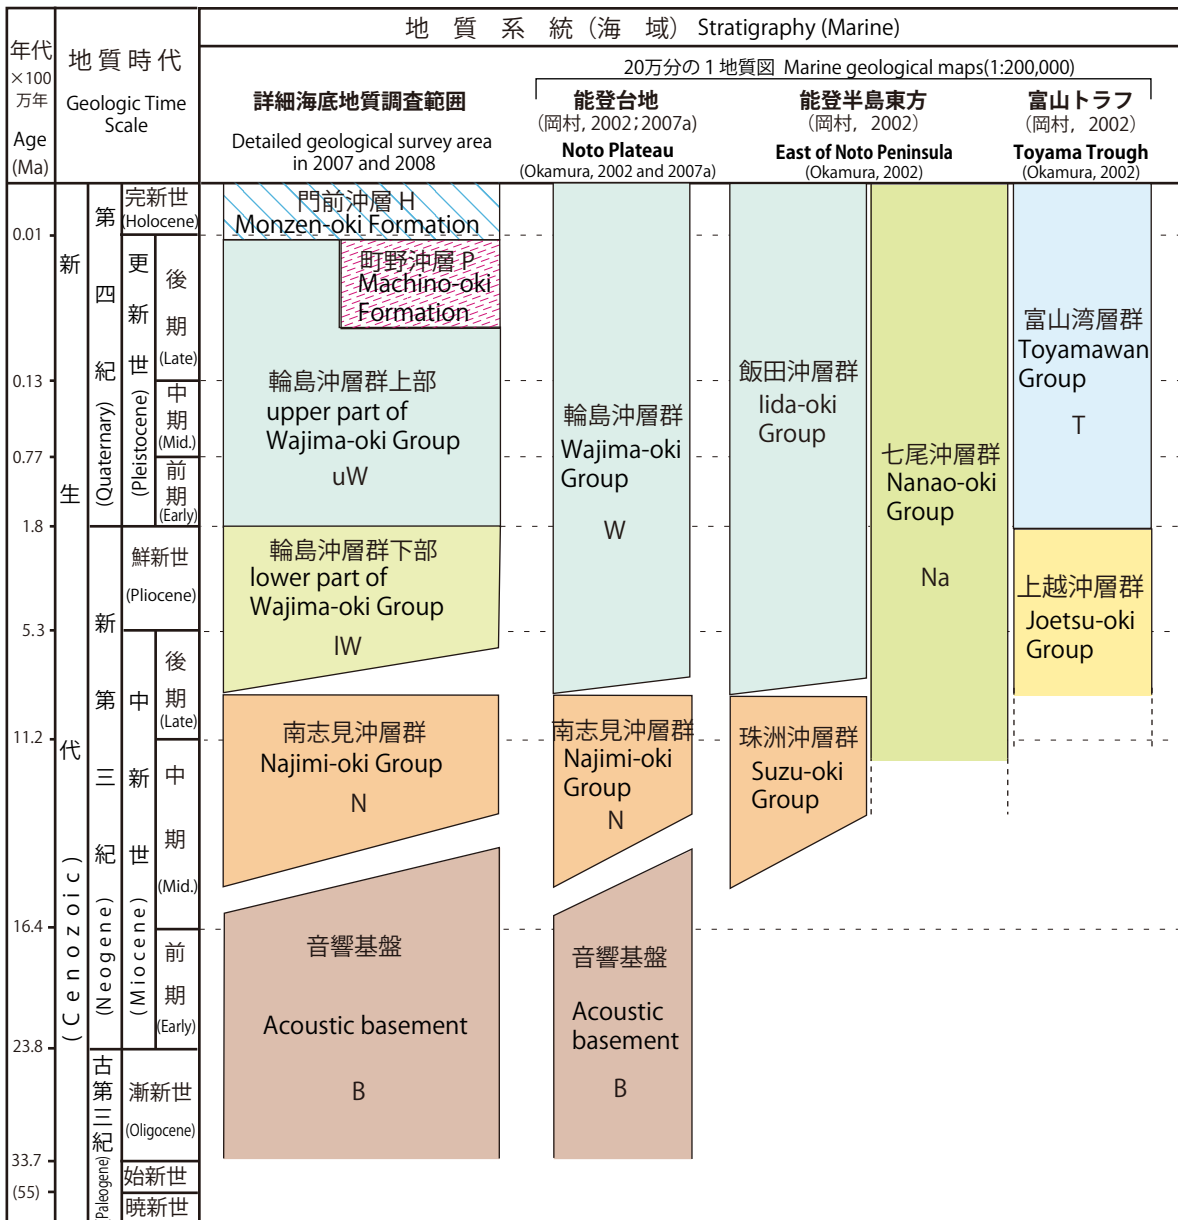 地 質 系 統（海 域）Stratigraphy (Marine)
年代
×100
万年
Age
(Ma)
地質時代
Geologic Time
Scale
詳細海底地質調査範囲
Detailed geological survey area
in 2007 and 2008
20万分の1地質図 Marine geological maps(1:200,000)
能登台地
（岡村, 2002；2007a）
Noto Plateau
(Okamura, 2002 and 2007a)
能登半島東方
（岡村, 2002）
East of Noto Peninsula
(Okamura, 2002)
富山トラフ
（岡村, 2002）
Toyama Trough
(Okamura, 2002)
0.01
0.13
0.77
1.8
5.3
11.2
16.4
23.8
33.7
(55)
新 生 代 (Cenozoic)
第 四 紀 (Quaternary)
新 第 三 紀 (Neogene)
古第三紀 (Paleogene)
完新世
(Holocene)
更 新 世 (Pleistocene)
後 期
(Late)
中 期
(Mid.)
前 期
(Early)
鮮新世
(Pliocene)
中 新 世 (Miocene)
後 期
(Late)
中 期
(Mid.)
前 期
(Early)
漸新世
(Oligocene)
始新世
暁新世
門前沖層 H
Monzen-oki Formation
町野沖層 P
Machino-oki
Formation
輪島沖層群上部
upper part of
Wajima-oki Group
uW
輪島沖層群下部
lower part of
Wajima-oki Group
lW
南志見沖層群
Najimi-oki Group
N
音響基盤
Acoustic basement
B
輪島沖層群
Wajima-oki
Group
W
南志見沖層群
Najimi-oki
Group
N
音響基盤
Acoustic
basement
B
飯田沖層群
Iida-oki
Group
珠洲沖層群
Suzu-oki
Group
七尾沖層群
Nanao-oki
Group
Na
富山湾層群
Toyamawan
Group
T
上越沖層群
Joetsu-oki
Group